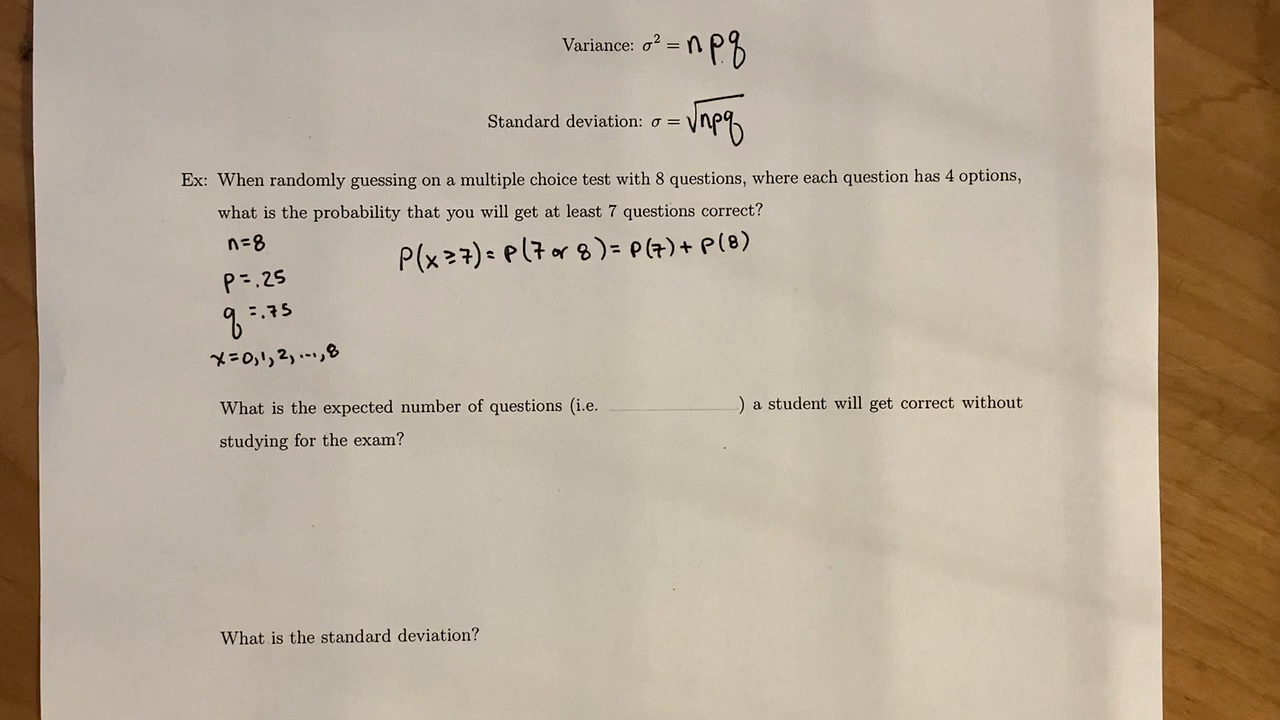 Variance: σ² = npq
Standard deviation: σ = √npq
Ex: When randomly guessing on a multiple choice test with 8 questions, where each question has 4 options,
what is the probability that you will get at least 7 questions correct?
n=8
P(x≥7)= P(7 or 8)= P(7)+ P(8)
p=.25
q=.75
x=0,1,2,...,8
What is the expected number of questions (i.e. ____________) a student will get correct without
studying for the exam?
What is the standard deviation?